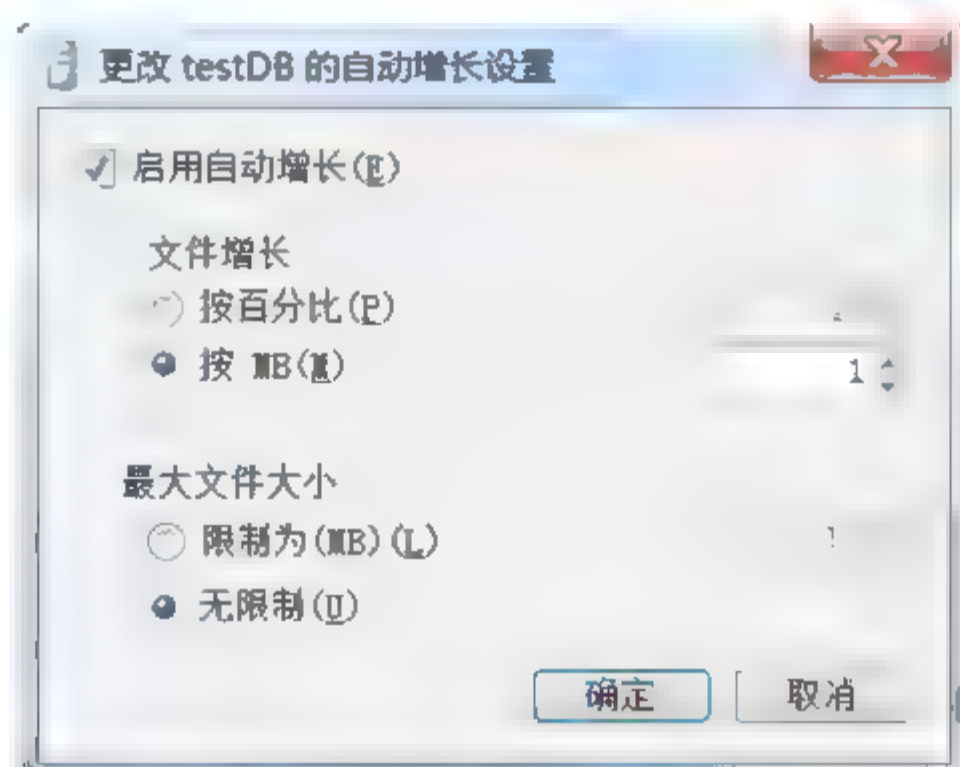 更改 testDB 的自动增长设置
启用自动增长(E)
文件增长
按百分比(P)
按 MB(M) 1
最大文件大小
限制为(MB)(L)
无限制(U)
确定 取消